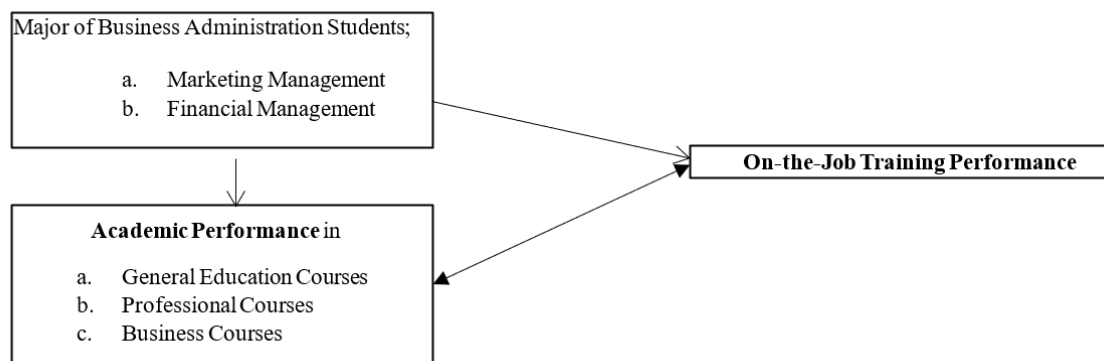 Major of Business Administration Students;
a. Marketing Management
b. Financial Management
On-the-Job Training Performance
Academic Performance in
a. General Education Courses
b. Professional Courses
c. Business Courses